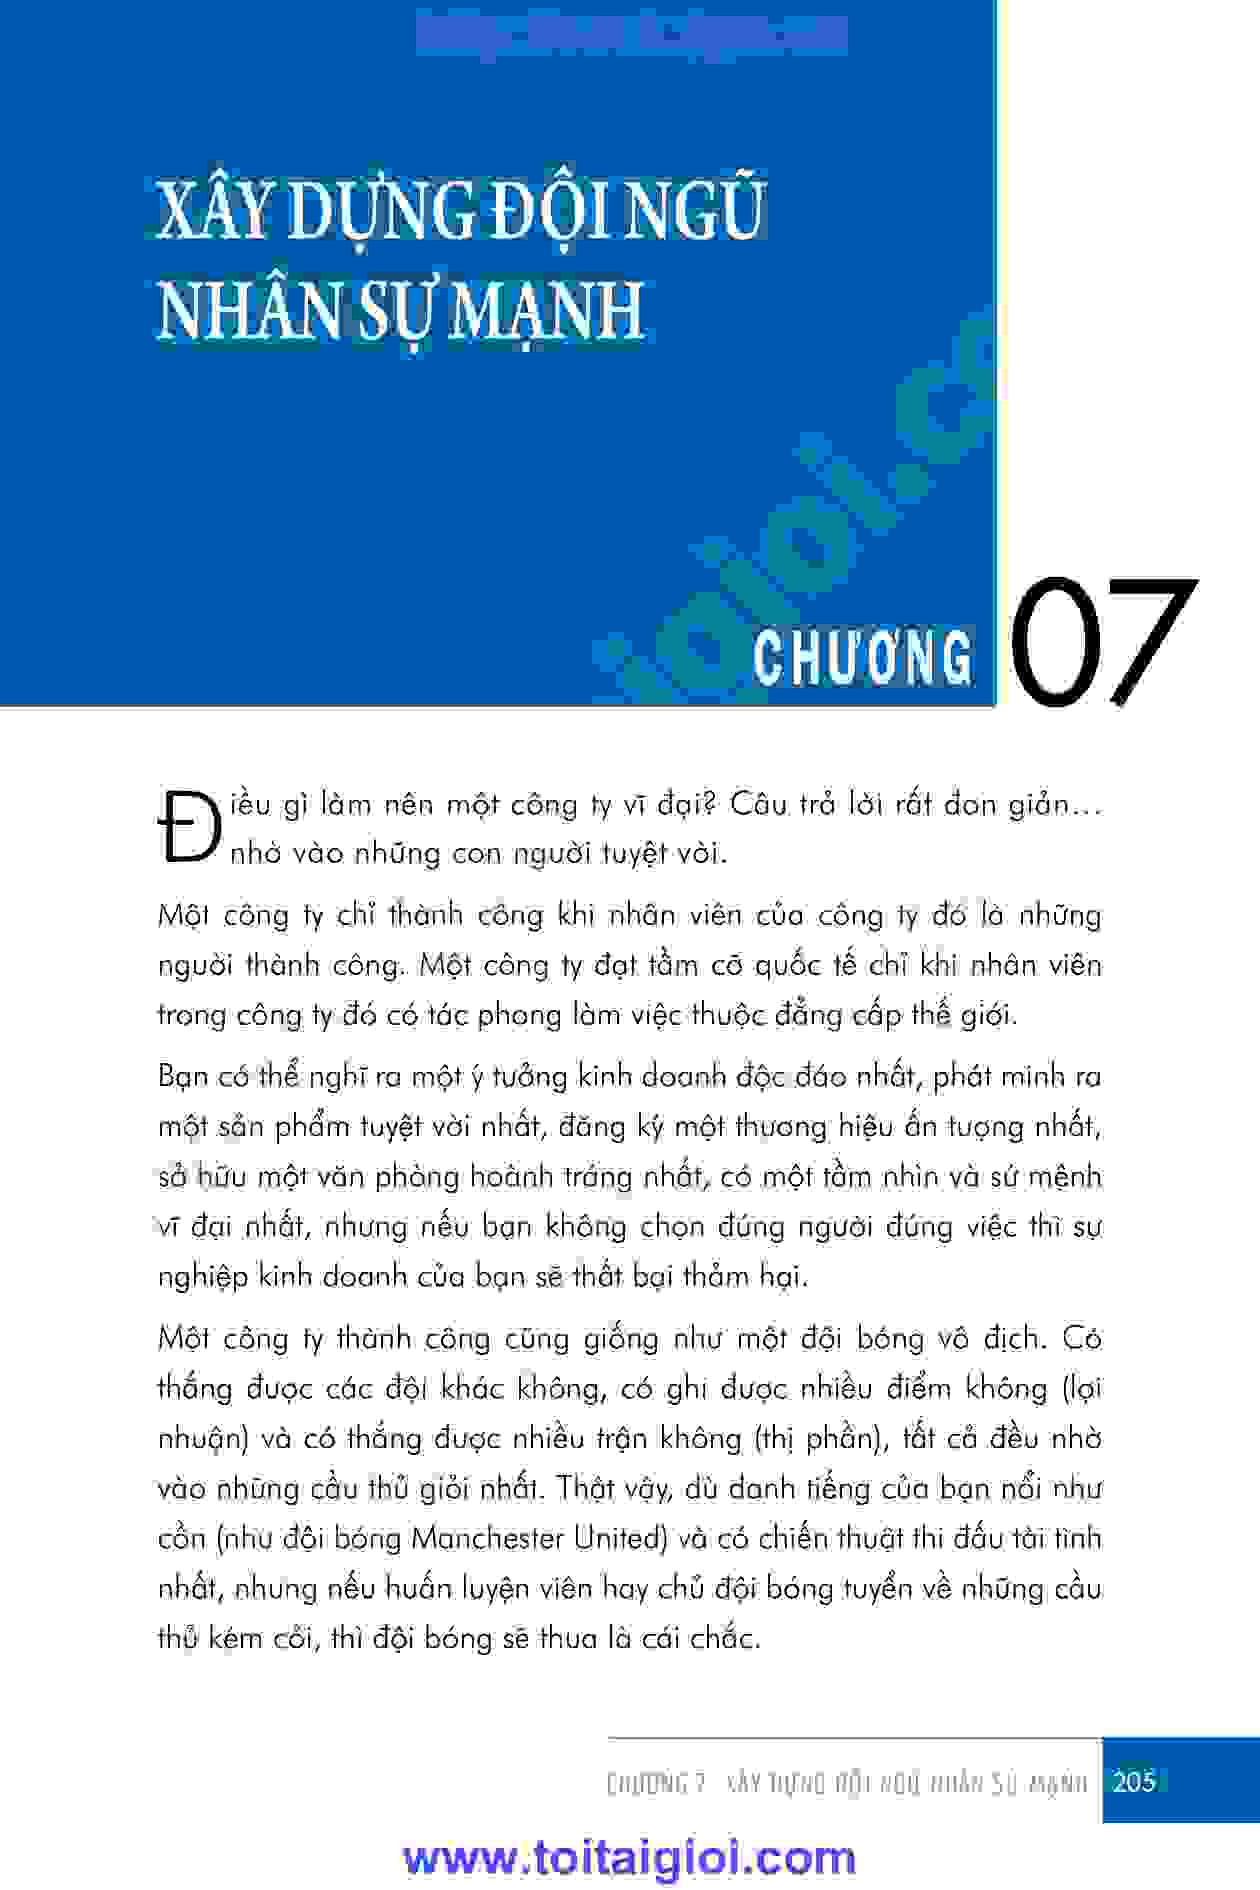 XÂY DỰNG ĐỘI NGŨ
NHÂN SỰ MẠNH
CHƯƠNG 07
Điều gì làm nên một công ty vĩ đại? Câu trả lời rất đơn giản...
nhờ vào những con người tuyệt vời.
Một công ty chỉ thành công khi nhân viên của công ty đó là những
người thành công. Một công ty đạt tầm cỡ quốc tế chỉ khi nhân viên
trong công ty đó có tác phong làm việc thuộc đẳng cấp thế giới.
Bạn có thể nghĩ ra một ý tưởng kinh doanh độc đáo nhất, phát minh ra
một sản phẩm tuyệt vời nhất, đăng ký một thương hiệu ấn tượng nhất,
sở hữu một văn phòng hoành tráng nhất, có một tầm nhìn và sứ mệnh
vĩ đại nhất, nhưng nếu bạn không chọn đúng người đúng việc thì sự
nghiệp kinh doanh của bạn sẽ thất bại thảm hại.
Một công ty thành công cũng giống như một đội bóng vô địch. Có
thắng được các đội khác không, có ghi được nhiều điểm không (lợi
nhuận) và có thắng được nhiều trận không (thị phần), tất cả đều nhờ
vào những cầu thủ giỏi nhất. Thật vậy, dù danh tiếng của bạn nổi như
cồn (như đội bóng Manchester United) và có chiến thuật thi đấu tài tình
nhất, nhưng nếu huấn luyện viên hay chủ đội bóng tuyển về những cầu
thủ kém cỏi, thì đội bóng sẽ thua là cái chắc.
CHƯƠNG 7 XÂY DỰNG ĐỘI NGŨ NHÂN SỰ MẠNH 205
www.toitaigioi.com